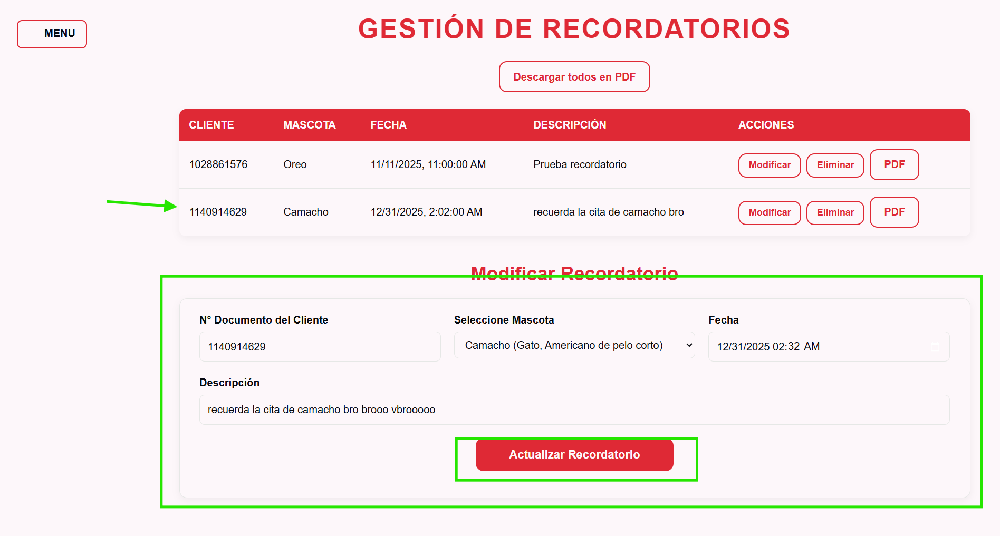 MENU
GESTIÓN DE RECORDATORIOS
Descargar todos en PDF
CLIENTE MASCOTA FECHA DESCRIPCIÓN ACCIONES
1028861576 Oreo 11/11/2025, 11:00:00 AM Prueba recordatorio Modificar Eliminar PDF
1140914629 Camacho 12/31/2025, 2:02:00 AM recuerda la cita de camacho bro Modificar Eliminar PDF
Modificar Recordatorio
N° Documento del Cliente Seleccione Mascota Fecha
1140914629 Camacho (Gato, Americano de pelo corto) 12/31/2025 02:32 AM
Descripción
recuerda la cita de camacho bro brooo vbrooooo
Actualizar Recordatorio